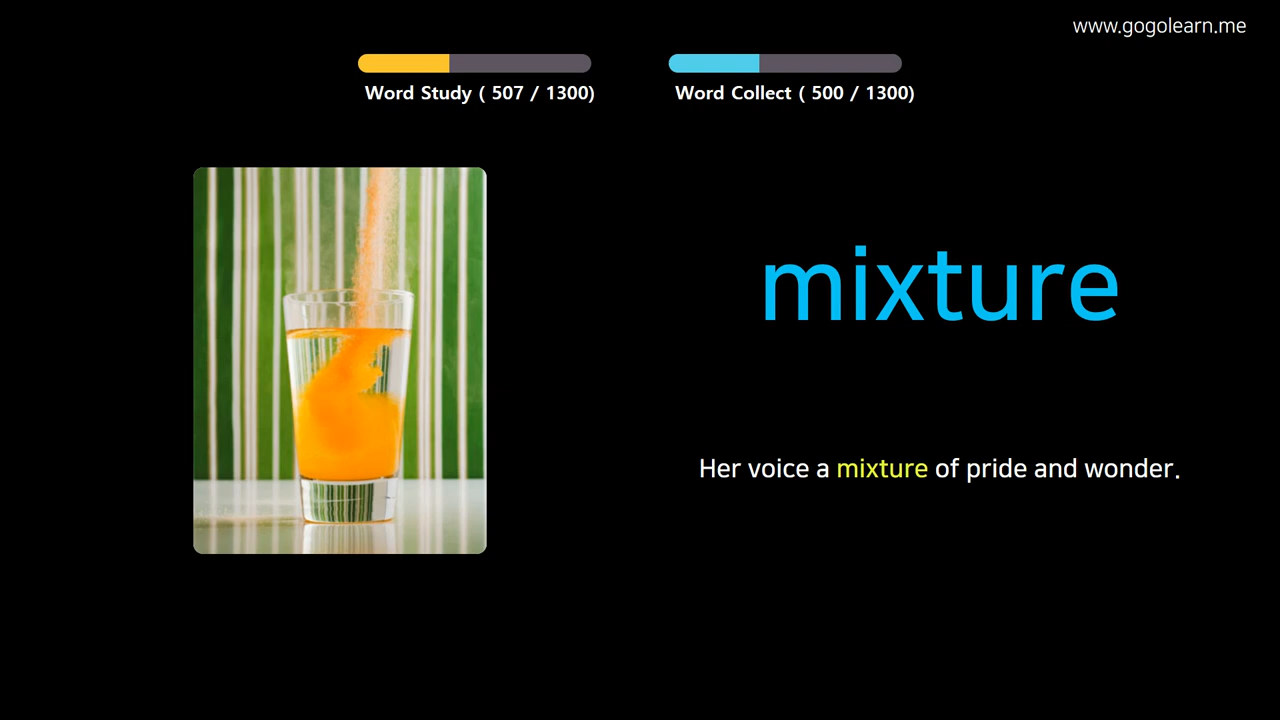 www.gogolearn.me
Word Study ( 507 / 1300)
Word Collect ( 500 / 1300)
mixture
Her voice a mixture of pride and wonder.